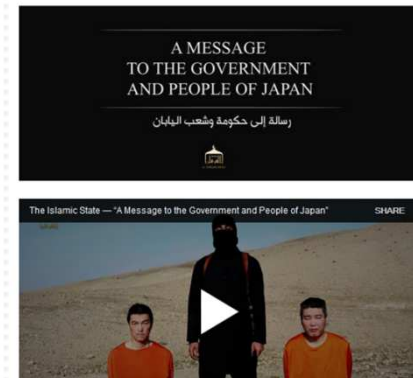 A MESSAGE
TO THE GOVERNMENT
AND PEOPLE OF JAPAN
رسالة إلى حكومة وشعب اليابان
The Islamic State — "A Message to the Government and People of Japan"
SHARE